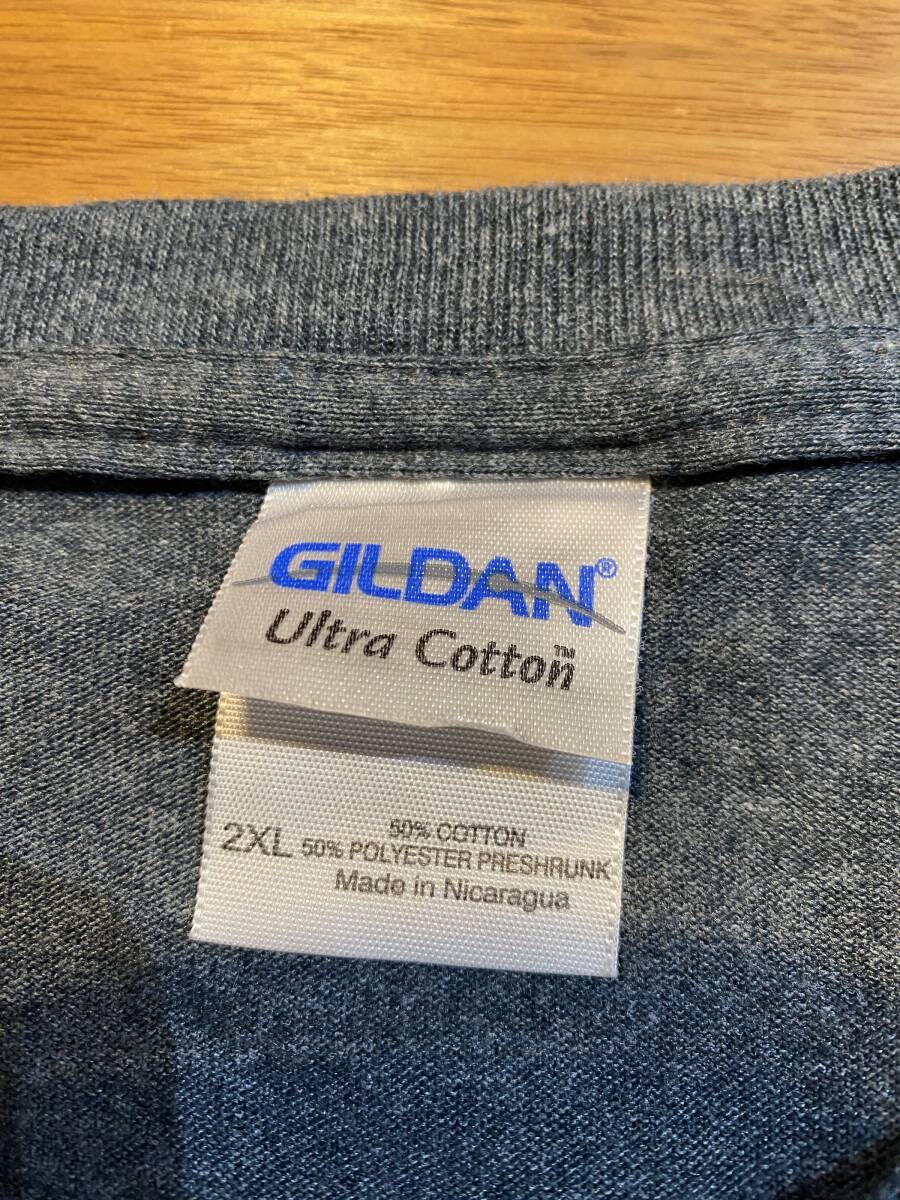 GILDAN®
Ultra Cotton™
50% COTTON
2XL 50% POLYESTER PRESHRUNK
Made in Nicaragua